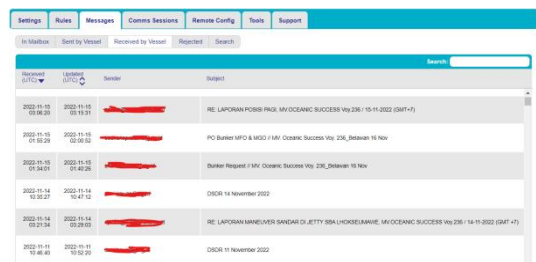 Settings Rules Messages Comms Sessions Remote Config Tools Support
In Mailbox Sent by Vessel Received by Vessel Rejected Search
Search:
Received (UTC) Updated (UTC) Sender Subject
2022-11-15 03:06:20 2022-11-15 03:15:31 RE: LAPORAN POSISI PAGI, MV.OCEANIC SUCCESS Voy.236 / 15-11-2022 (GMT+7)
2022-11-15 01:55:29 2022-11-15 02:00:52 PO Bunker MFO & MGO // MV. Oceanic Success Voy. 236_Belawan 16 Nov
2022-11-15 01:34:01 2022-11-15 01:40:26 Bunker Request // MV. Oceanic Success Voy. 236_Belawan 16 Nov
2022-11-14 10:35:27 2022-11-14 10:47:12 DSDR 14 November 2022
2022-11-14 03:21:34 2022-11-14 03:29:03 RE: LAPORAN MANEUVER SANDAR DI JETTY SBA LHOKSEUMAWE, MV.OCEANIC SUCCESS Voy.236 / 14-11-2022 (GMT +7)
2022-11-11 10:46:40 2022-11-11 10:52:20 DSDR 11 November 2022